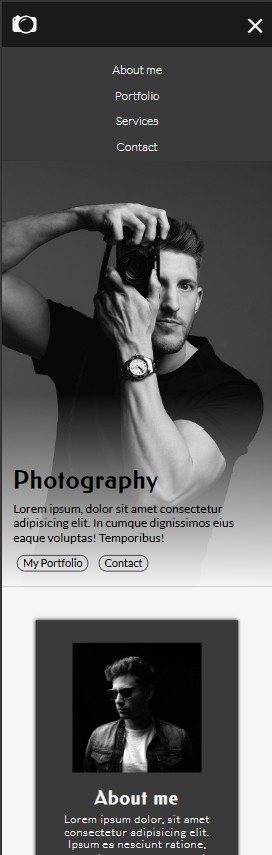 About me
Portfolio
Services
Contact
Photography
Lorem ipsum, dolor sit amet consectetur
adipisicing elit. In cumque dignissimos eius
eaque voluptas! Temporibus!
My Portfolio Contact
About me
Lorem ipsum dolor, sit amet
consectetur adipisicing elit.
Ipsum ea nesciunt ratione,